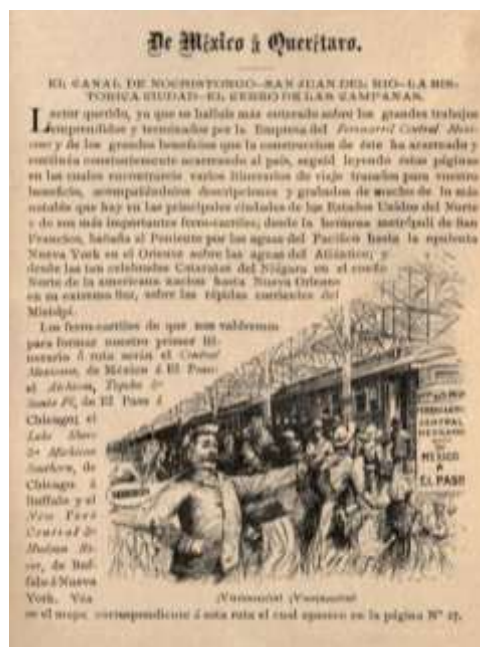 De México á Querétaro.
EL CANAL DE NOCHISTONGO—SAN JUAN DEL RIO—LA HIS-
TORICA CIUDAD—EL CERRO DE LAS CAMPANAS.
Lector querido, ya que os hallais más enterado sobre los grandes trabajos
emprendidos y terminados por la Empresa del Ferrocarril Central Mexi-
cano y de los grandes beneficios que la construccion de éste ha acarreado y
continúa constantemente acarreando al país, seguid leyendo estas páginas
en las cuales encontrareis varios itinerarios de viaje trazados para vuestro
beneficio, acompañándolos descripciones y grabados de mucho de lo más
notable que hay en las principales ciudades de los Estados Unidos del Norte
y de sus más importantes ferro-carriles; desde la hermosa metrópoli de San
Francisco, bañada al Poniente por las aguas del Pacífico hasta la opulenta
Nueva York en el Oriente sobre las aguas del Atlántico; y
desde las tan celebradas Cataratas del Niágara en el
Norte de la americana nacion hasta Nueva Orleans
en su extremo Sur, sobre las rápidas corrientes del
Misisipí.
Los ferro-carriles de que nos valdremos
para formar nuestro primer Iti-
nerario ó ruta serán el Central
Mexicano, de México á El Paso:
el Atchison, Topeka &
Santa Fé, de El Paso á
Chicago; el
Lake Shore
& Michigan
Southern, de
Chicago á
Buffalo y el
New York
Central &
Hudson Ri-
ver, de Buf-
falo á Nueva
York. Vea
se el mapa correspondiente á esta ruta el cual aparece en la página Nº 17.
FERROCARRIL
CENTRAL
MEXICANO
DE
MEXICO
A
EL PASO
¡Vámonos! ¡Vámonos!